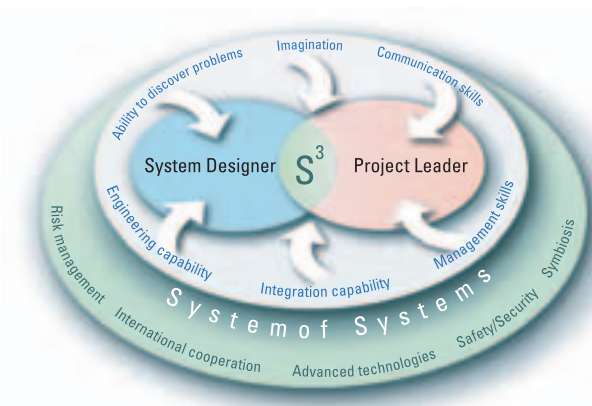 Ability to discover problems
Imagination
Communication skills
System Designer
S3
Project Leader
Engineering capability
Integration capability
Management skills
Systemof Systems
Risk management
International cooperation
Advanced technologies
Safety/Security
Symbiosis